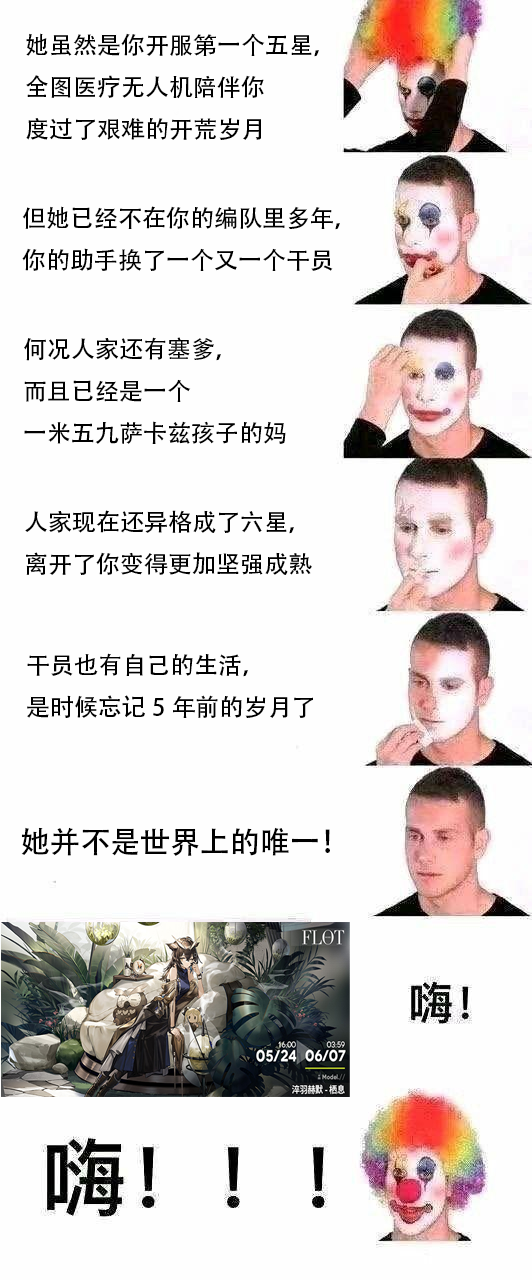 她虽然是你开服第一个五星,
全图医疗无人机陪伴你
度过了艰难的开荒岁月
但她已经不在你的编队里多年,
你的助手换了一个又一个干员
何况人家还有塞爹,
而且已经是一个
一米五九萨卡兹孩子的妈
人家现在还异格成了六星,
离开了你变得更加坚强成熟
干员也有自己的生活,
是时候忘记 5 年前的岁月了
她并不是世界上的唯一!
FLOT
16:00 03:59
05/24 06/07
淬羽赫默 - 栖息
嗨!
嗨!!!